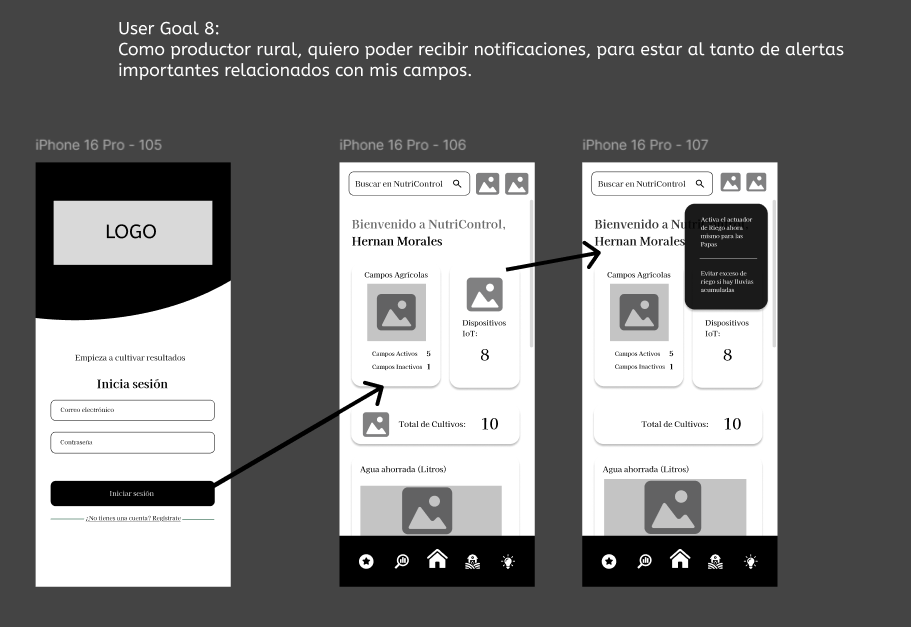 User Goal 8:
Como productor rural, quiero poder recibir notificaciones, para estar al tanto de alertas
importantes relacionados con mis campos.
iPhone 16 Pro - 105
LOGO
Empieza a cultivar resultados
Inicia sesión
Correo electrónico
Contraseña
Iniciar sesión
¿No tienes una cuenta? Regístrate
iPhone 16 Pro - 106
Buscar en NutriControl
Bienvenido a NutriControl,
Hernan Morales
Campos Agrícolas
Campos Activos 5
Campos Inactivos 1
Dispositivos
IoT:
8
Total de Cultivos: 10
Agua ahorrada (Litros)
iPhone 16 Pro - 107
Buscar en NutriControl
Bienvenido a Nutri
Hernan Morales
Activa el actuador
de Riego ahora
mismo para las
Papas
Evitar exceso de
riego si hay lluvias
acumuladas
Campos Agrícolas
Campos Activos 5
Campos Inactivos 1
Dispositivos
IoT:
8
Total de Cultivos: 10
Agua ahorrada (Litros)